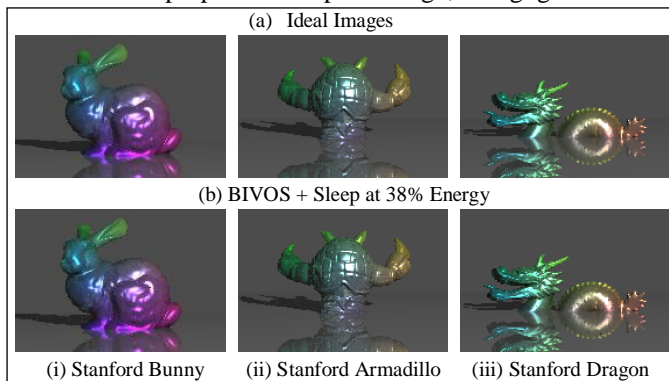 (a) Ideal Images
(b) BIVOS + Sleep at 38% Energy
(i) Stanford Bunny (ii) Stanford Armadillo (iii) Stanford Dragon